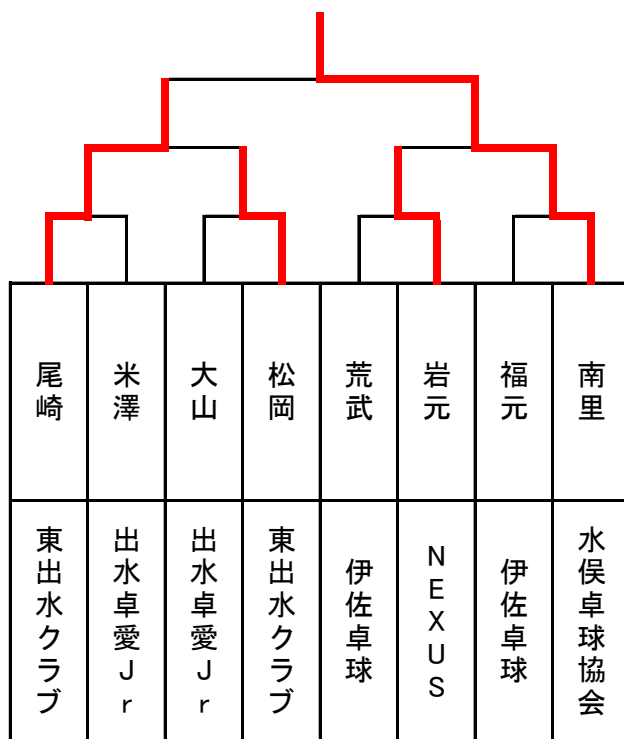 尾崎
米澤
大山
松岡
荒武
岩元
福元
南里
東出水クラブ
出水卓愛Jr
出水卓愛Jr
東出水クラブ
伊佐卓球
NEXUS
伊佐卓球
水俣卓球協会